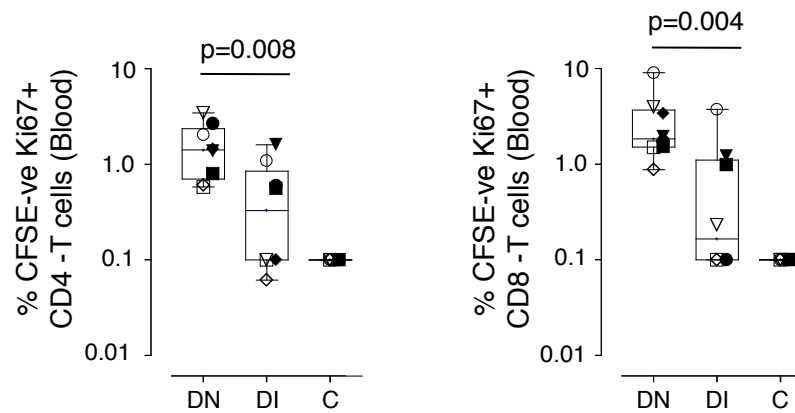 p=0.008
% CFSE-ve Ki67+
CD4 -T cells (Blood)
10
1.0
0.1
0.01
DN DI C
p=0.004
% CFSE-ve Ki67+
CD8 -T cells (Blood)
10
1.0
0.1
0.01
DN DI C